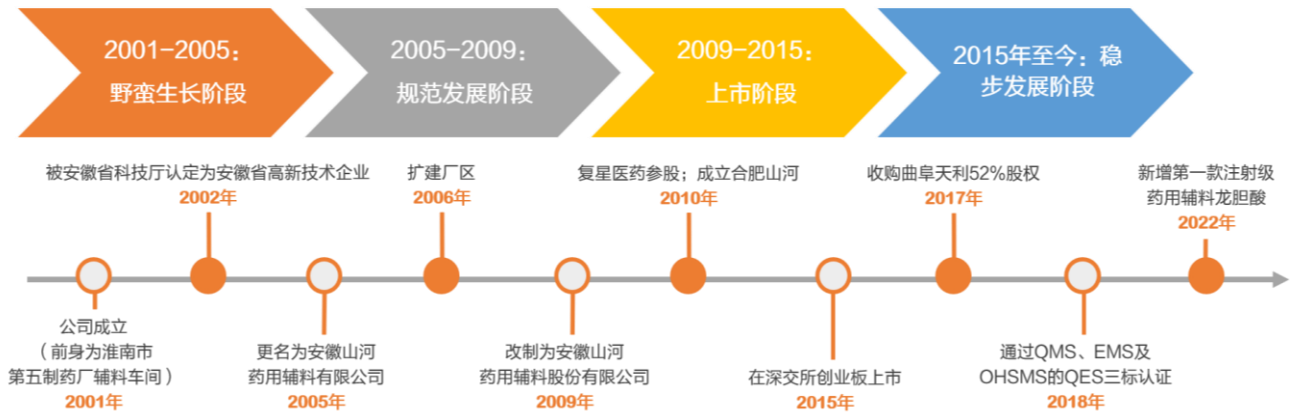 2001-2005：
野蛮生长阶段
2005-2009：
规范发展阶段
2009-2015：
上市阶段
2015年至今：稳
步发展阶段
被安徽省科技厅认定为安徽省高新技术企业
2002年
扩建厂区
2006年
复星医药参股；成立合肥山河
2010年
收购曲阜天利52%股权
2017年
新增第一款注射级
药用辅料龙胆酸
2022年
公司成立
（前身为淮南市
第五制药厂辅料车间）
2001年
更名为安徽山河
药用辅料有限公司
2005年
改制为安徽山河
药用辅料股份有限公司
2009年
在深交所创业板上市
2015年
通过QMS、EMS及
OHSMS的QES三标认证
2018年